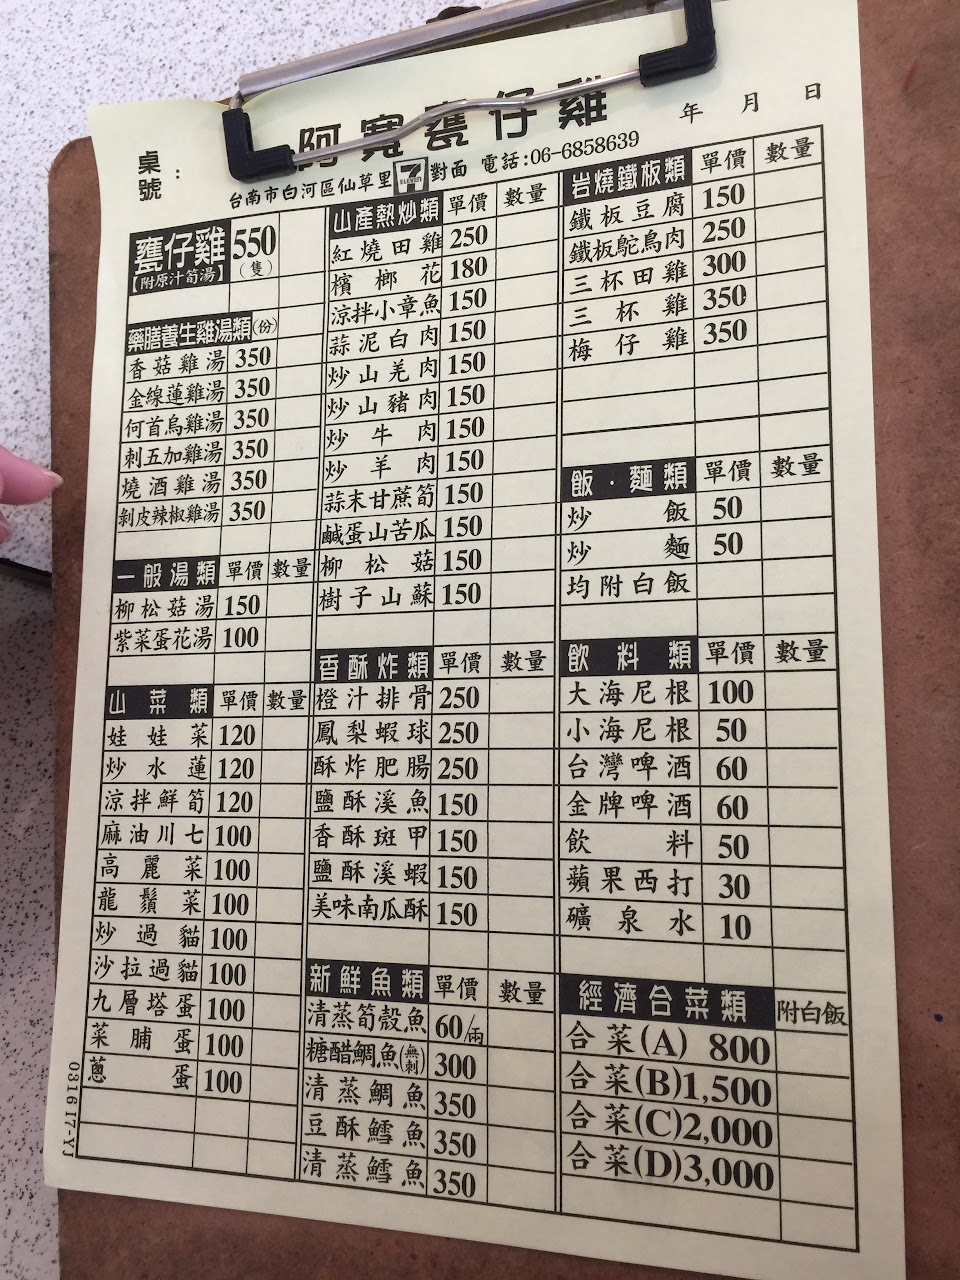 阿寬甕仔雞
年 月 日
桌號：
台南市白河區仙草里 7 ELEVEN 對面 電話:06-6858639
甕仔雞 550
【附原汁筍湯】 (隻)
藥膳養生雞湯類(份)
香菇雞湯 350
金線蓮雞湯 350
何首烏雞湯 350
刺五加雞湯 350
燒酒雞湯 350
剝皮辣椒雞湯 350
一般湯類 單價 數量
柳松菇湯 150
紫菜蛋花湯 100
山菜類 單價 數量
娃娃菜 120
炒水蓮 120
涼拌鮮筍 120
麻油川七 100
高麗菜 100
龍鬚菜 100
炒過貓 100
沙拉過貓 100
九層塔蛋 100
菜脯蛋 100
蔥蛋 100
031617-YJ
山產熱炒類 單價 數量
紅燒田雞 250
檳榔花 180
涼拌小章魚 150
蒜泥白肉 150
炒山羌肉 150
炒山豬肉 150
炒牛肉 150
炒羊肉 150
蒜末甘蔗筍 150
鹹蛋山苦瓜 150
柳松菇 150
樹子山蘇 150
香酥炸類 單價 數量
橙汁排骨 250
鳳梨蝦球 250
酥炸肥腸 250
鹽酥溪魚 150
香酥斑甲 150
鹽酥溪蝦 150
美味南瓜酥 150
新鮮魚類 單價 數量
清蒸筍殼魚 60/兩
糖醋鯛魚(無刺) 300
清蒸鯛魚 350
豆酥鱈魚 350
清蒸鱈魚 350
岩燒鐵板類 單價 數量
鐵板豆腐 150
鐵板鴕鳥肉 250
三杯田雞 300
三杯雞 350
梅仔雞 350
飯．麵類 單價 數量
炒飯 50
炒麵 50
均附白飯
飲料類 單價 數量
大海尼根 100
小海尼根 50
台灣啤酒 60
金牌啤酒 60
飲料 50
蘋果西打 30
礦泉水 10
經濟合菜類 附白飯
合菜(A) 800
合菜(B) 1,500
合菜(C) 2,000
合菜(D) 3,000